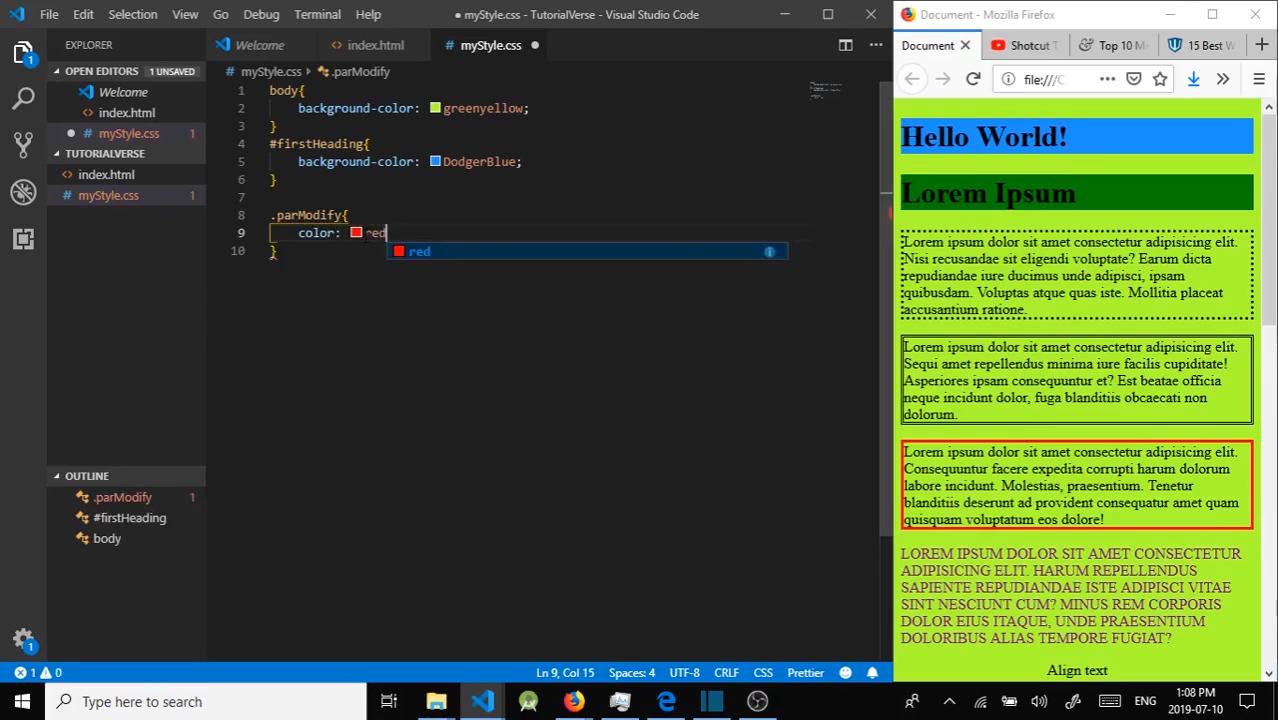 File Edit Selection View Go Debug Terminal Help
● myStyle.css - TutorialVerse - Visual Studio Code
Document - Mozilla Firefox
EXPLORER
Welcome
index.html
myStyle.css
Document
Shotcut T
Top 10 M
15 Best W
OPEN EDITORS 1 UNSAVED
Welcome
index.html
myStyle.css 1
TUTORIALVERSE
index.html
myStyle.css 1
OUTLINE
.parModify 1
#firstHeading
body
myStyle.css .parModify
1 body{
2 background-color: greenyellow;
3 }
4 #firstHeading{
5 background-color: DodgerBlue;
6 }
7
8 .parModify{
9 color: red
10 }
red
file:///C
Hello World!
Lorem Ipsum
Lorem ipsum dolor sit amet consectetur adipisicing elit.
Nisi recusandae sit eligendi voluptate? Earum dicta
repudiandae iure ducimus unde adipisci, ipsam
quibusdam. Voluptas atque quas iste. Mollitia placeat
accusantium ratione.
Lorem ipsum dolor sit amet consectetur adipisicing elit.
Sequi amet repellendus minima iure facilis cupiditate!
Asperiores ipsam consequuntur et? Est beatae officia
neque incidunt dolor, fuga blanditiis obcaecati non
dolorum.
Lorem ipsum dolor sit amet consectetur adipisicing elit.
Consequuntur facere expedita corrupti harum dolorum
labore incidunt. Molestias, praesentium. Tenetur
blanditiis deserunt ad provident consequatur amet quam
quisquam voluptatum eos dolore!
LOREM IPSUM DOLOR SIT AMET CONSECTETUR
ADIPISICING ELIT. HARUM REPELLENDUS
SAPIENTE REPUDIANDAE ISTE ADIPISCI VITAE
SINT NESCIUNT CUM? MINUS REM CORPORIS
DOLOR EIUS ITAQUE, UNDE PRAESENTIUM
DOLORIBUS ALIAS TEMPORE FUGIAT?
Align text
1 0
Ln 9, Col 15 Spaces: 4 UTF-8 CRLF CSS Prettier 1
Type here to search
ENG
1:08 PM
2019-07-10